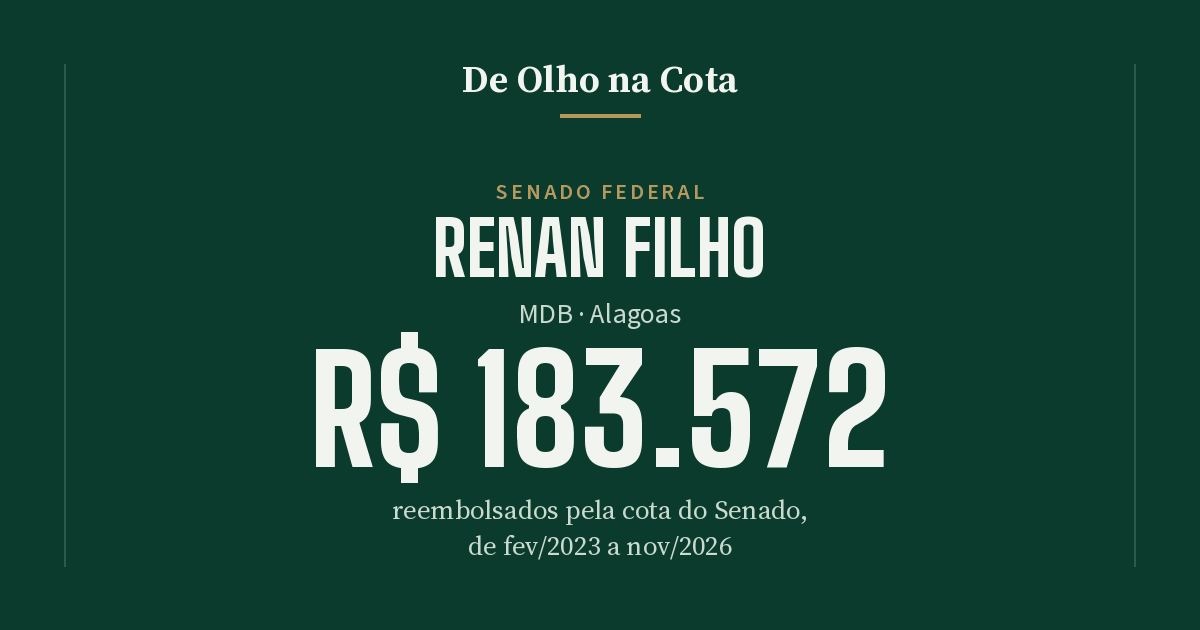 De Olho na Cota
SENADO FEDERAL
RENAN FILHO
MDB · Alagoas
R$ 183.572
reembolsados pela cota do Senado,
de fev/2023 a nov/2026